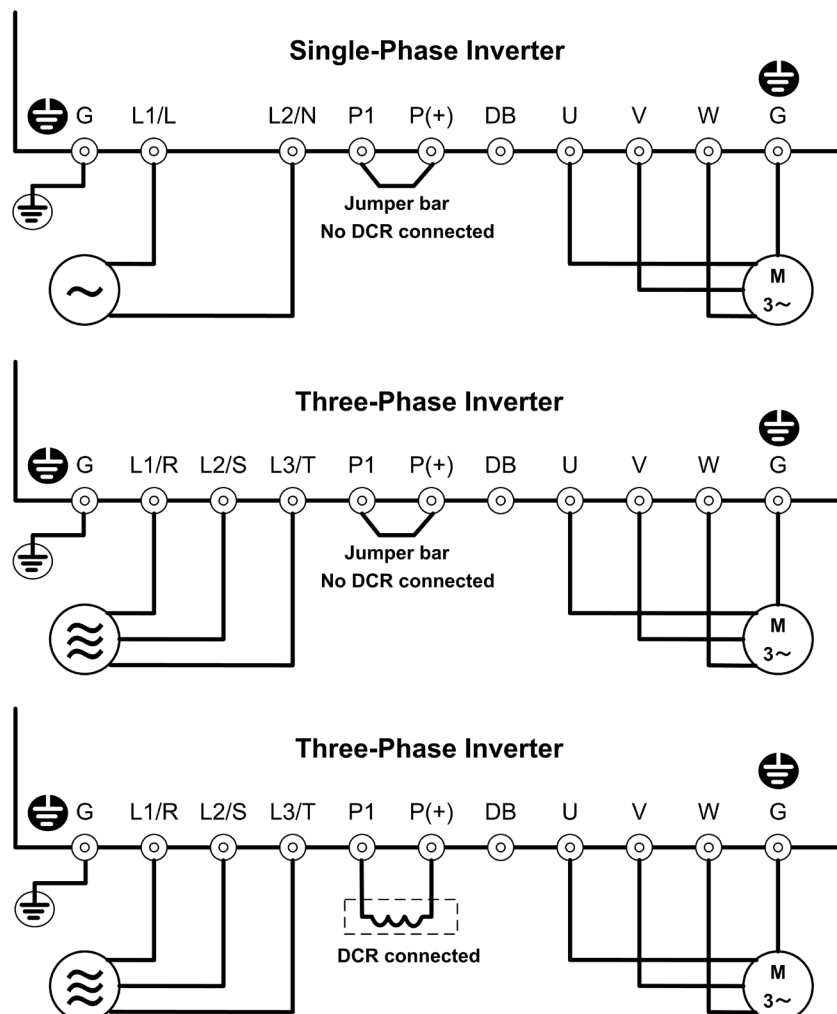 Single-Phase Inverter
G L1/L L2/N P1 P(+) DB U V W G
Jumper bar
No DCR connected
M
3～
Three-Phase Inverter
G L1/R L2/S L3/T P1 P(+) DB U V W G
Jumper bar
No DCR connected
M
3～
Three-Phase Inverter
G L1/R L2/S L3/T P1 P(+) DB U V W G
DCR connected
M
3～